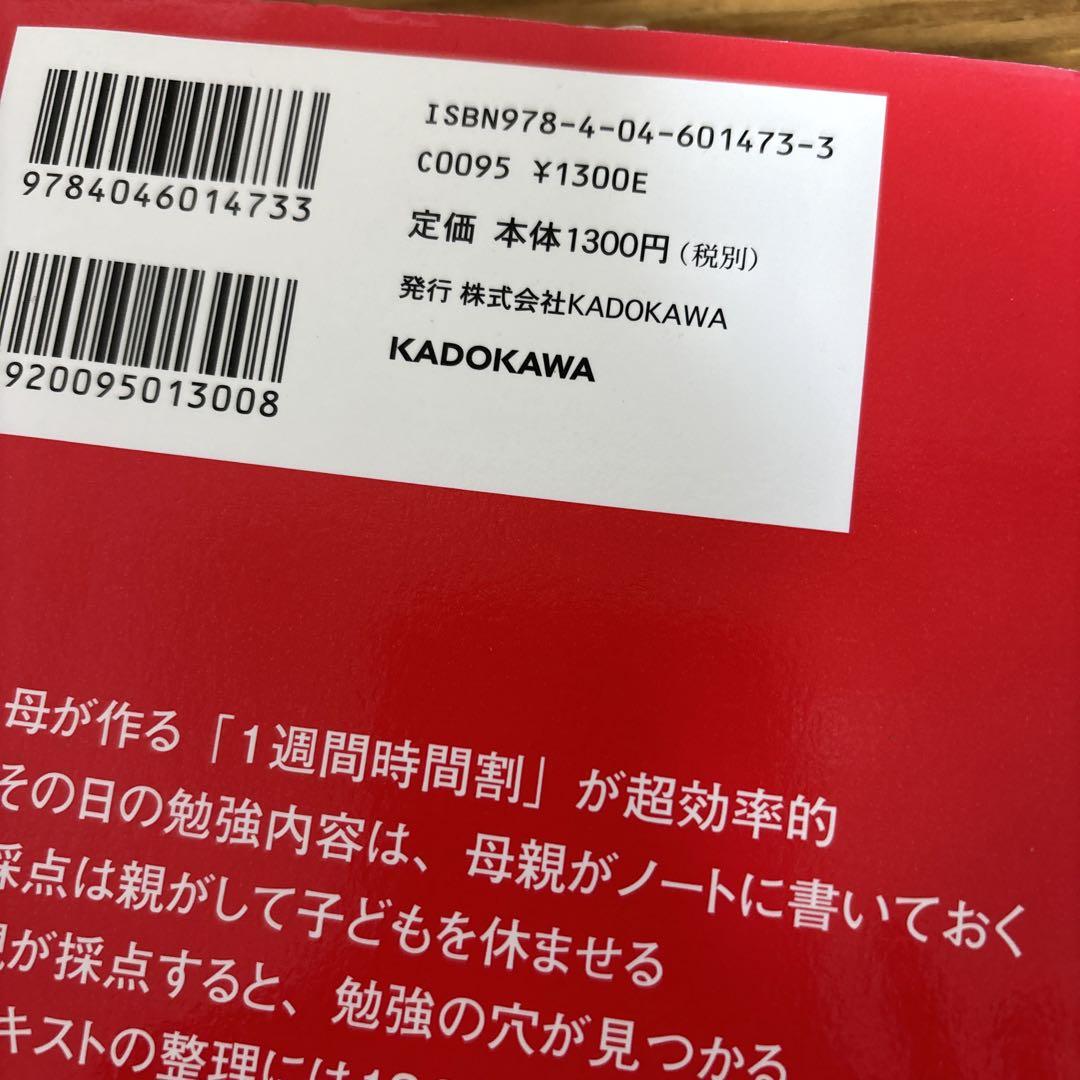 ISBN978-4-04-601473-3
C0095 ¥1300E
定価 本体1300円(税別)
発行 株式会社KADOKAWA
KADOKAWA
9784046014733
920095013008
母が作る「1週間時間割」が超効率的
その日の勉強内容は、母親がノートに書いておく
採点は親がして子どもを休ませる
が採点すると、勉強の穴が見つかる
キストの整理には